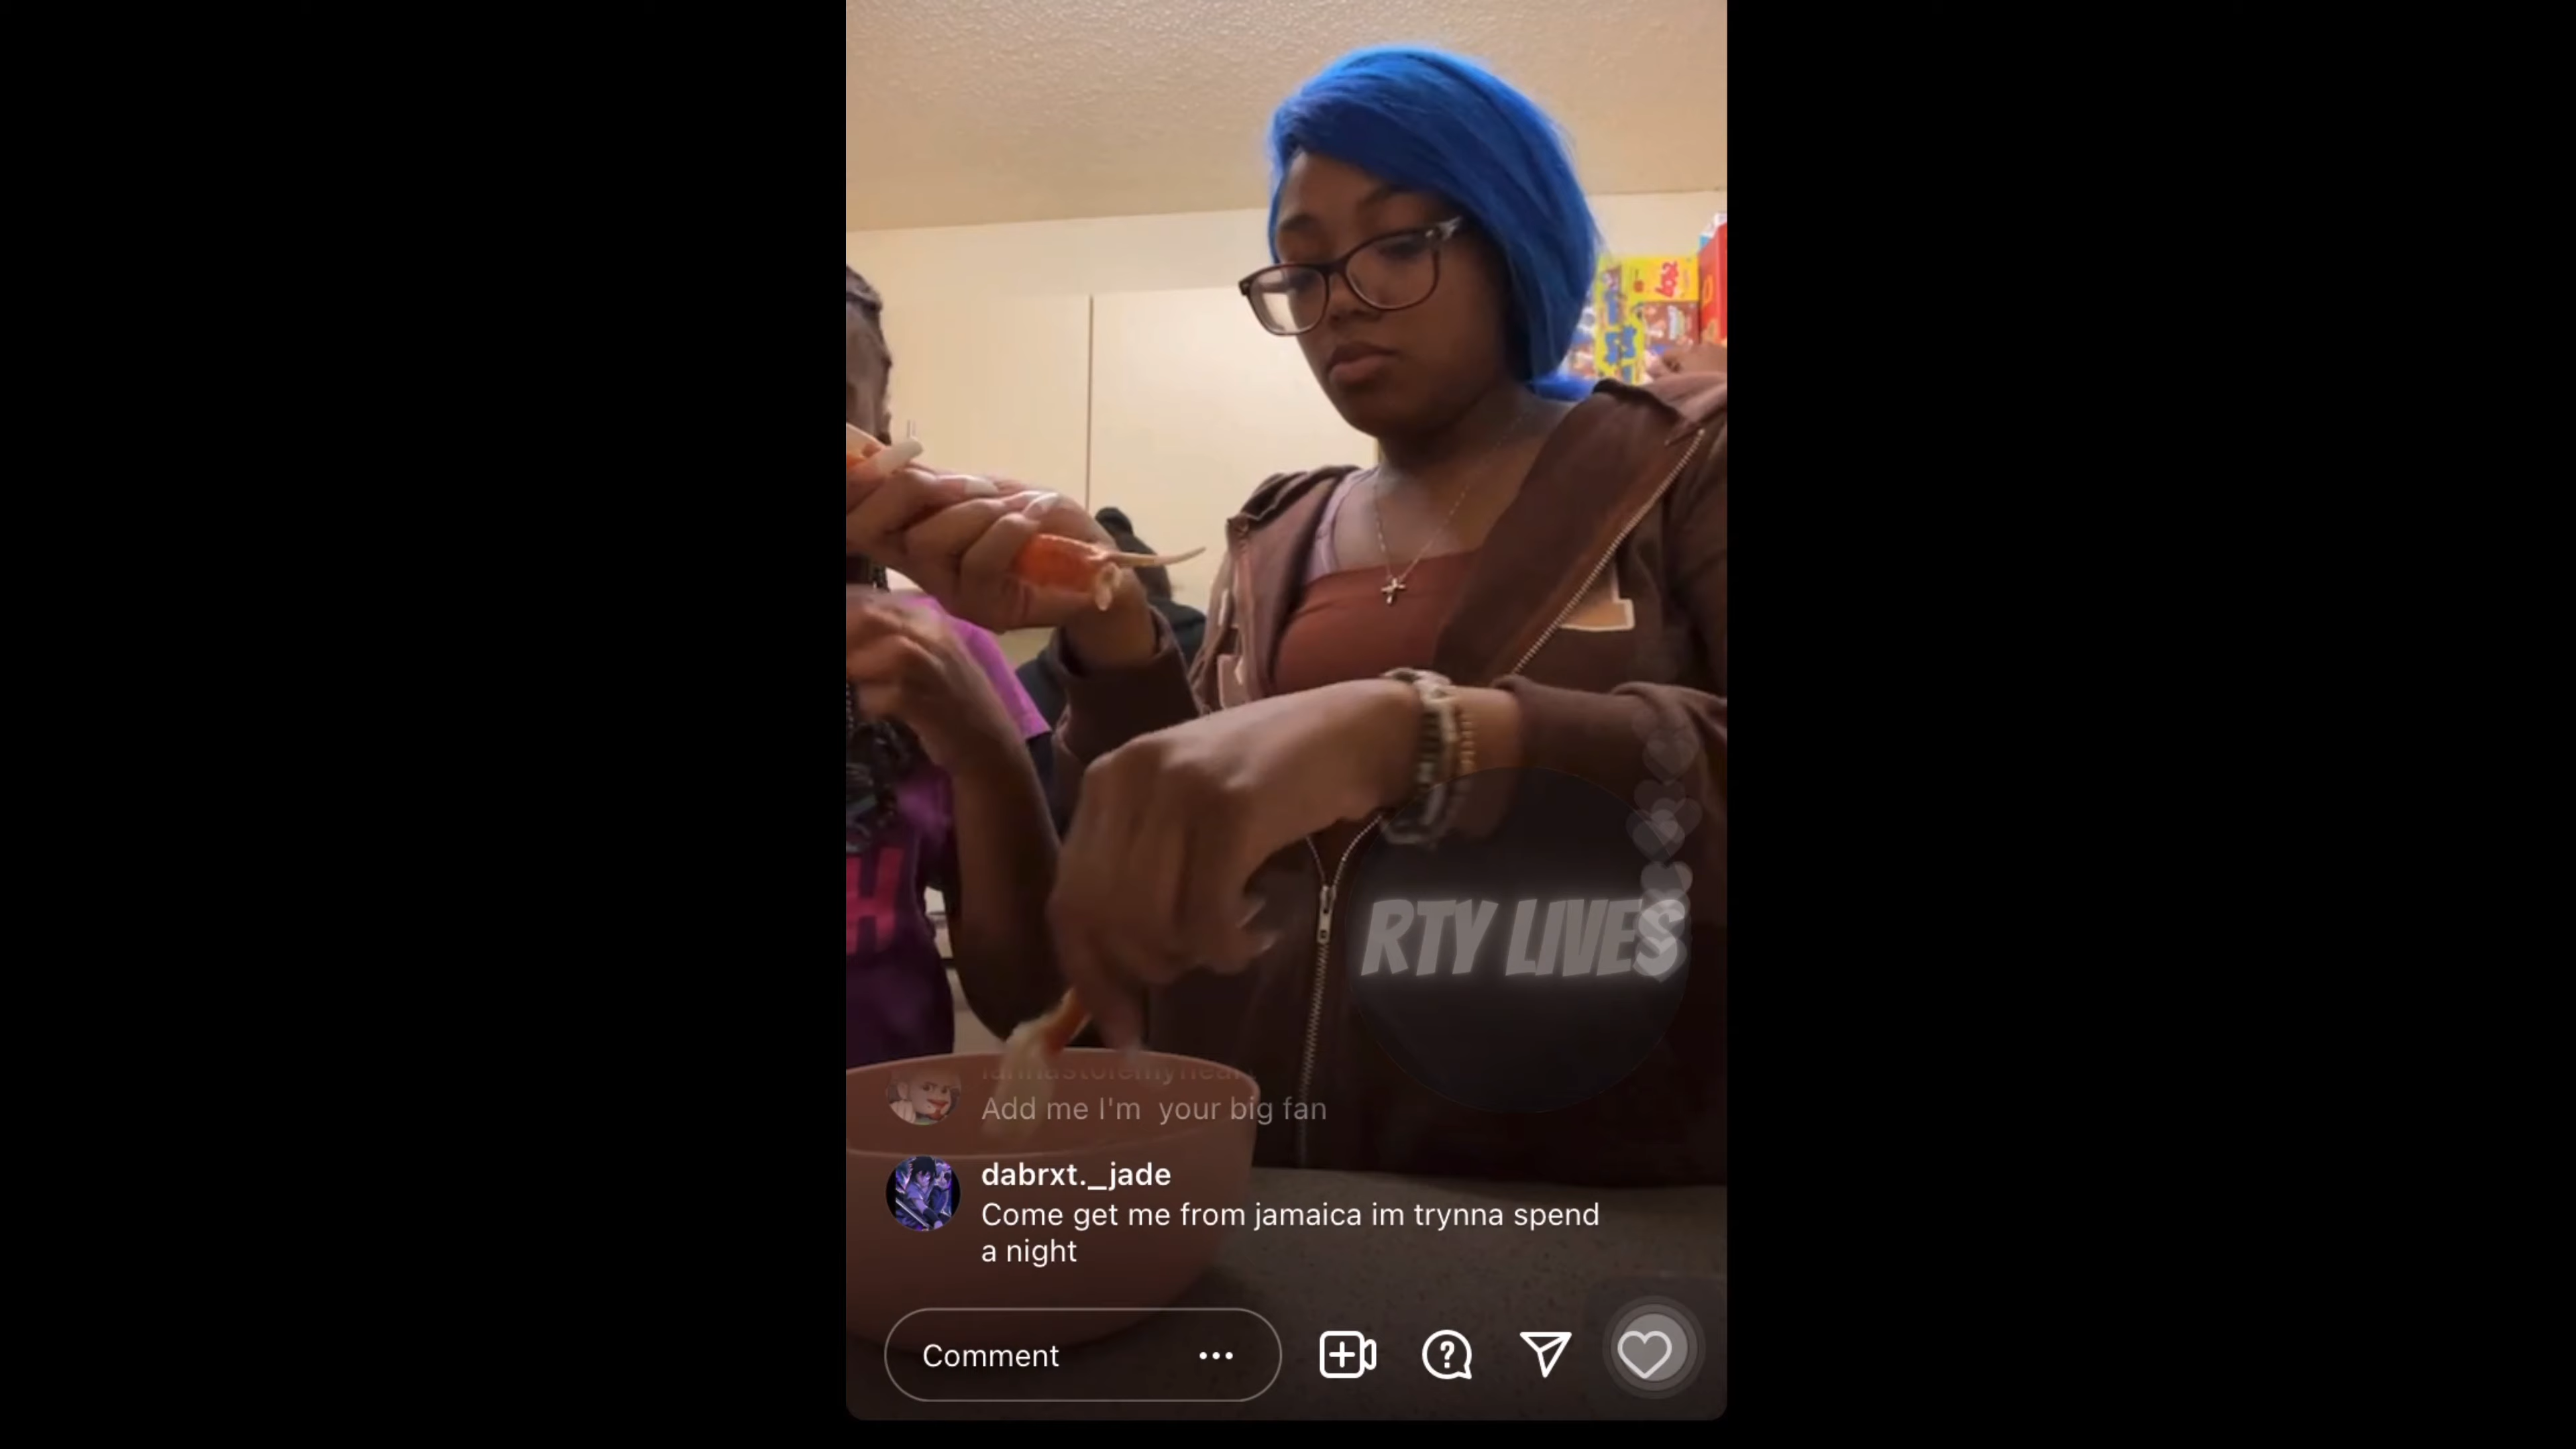 H
RTY LIVES
iannastolemyheart
Add me I'm  your big fan
dabrxt._jade
Come get me from jamaica im trynna spend
a night
Comment